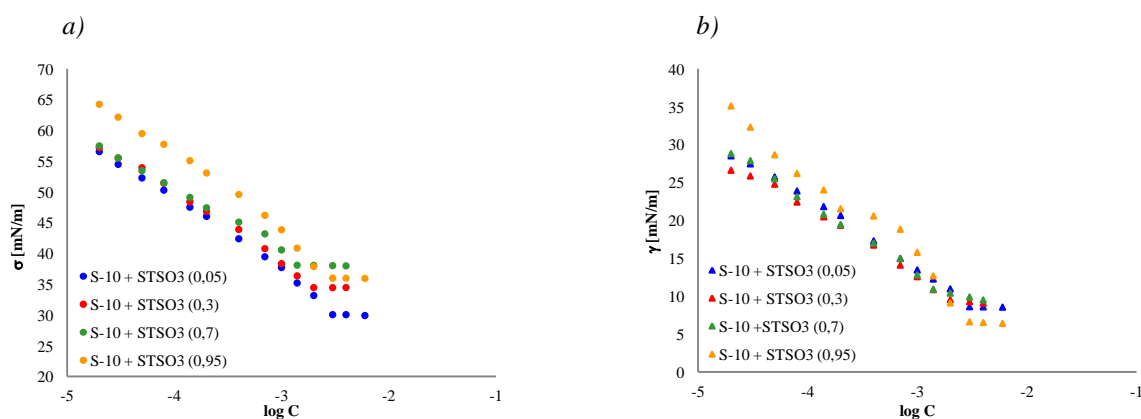 a)
σ [mN/m]
70
65
60
55
50
45
40
35
30
25
20
-5
-4
-3
-2
-1
log C
S-10 + STSO3 (0,05)
S-10 + STSO3 (0,3)
S-10 + STSO3 (0,7)
S-10 + STSO3 (0,95)
b)
γ [mN/m]
40
35
30
25
20
15
10
5
0
-5
-4
-3
-2
-1
log C
S-10 + STSO3 (0,05)
S-10 + STSO3 (0,3)
S-10 +STSO3 (0,7)
S-10 + STSO3 (0,95)